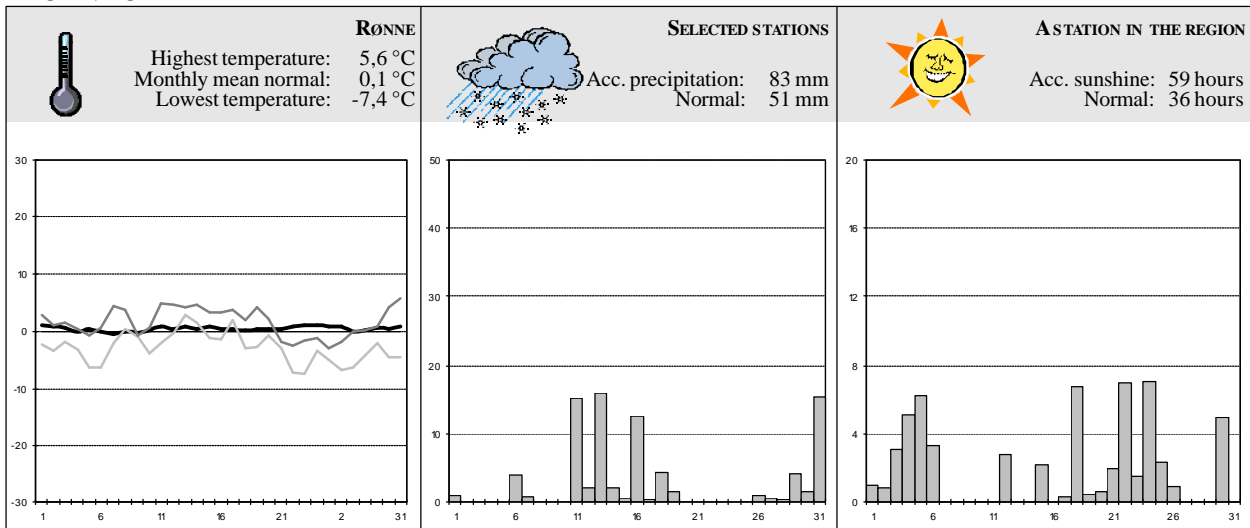 RØNNE
Highest temperature: 5,6 °C
Monthly mean normal: 0,1 °C
Lowest temperature: -7,4 °C
SELECTED STATIONS
Acc. precipitation: 83 mm
Normal: 51 mm
A STATION IN THE REGION
Acc. sunshine: 59 hours
Normal: 36 hours
30
20
10
0
-10
-20
-30
1 6 11 16 21 2 31
50
40
30
20
10
0
1 6 11 16 21 26 31
20
16
12
8
4
0
1 6 11 16 21 26 31